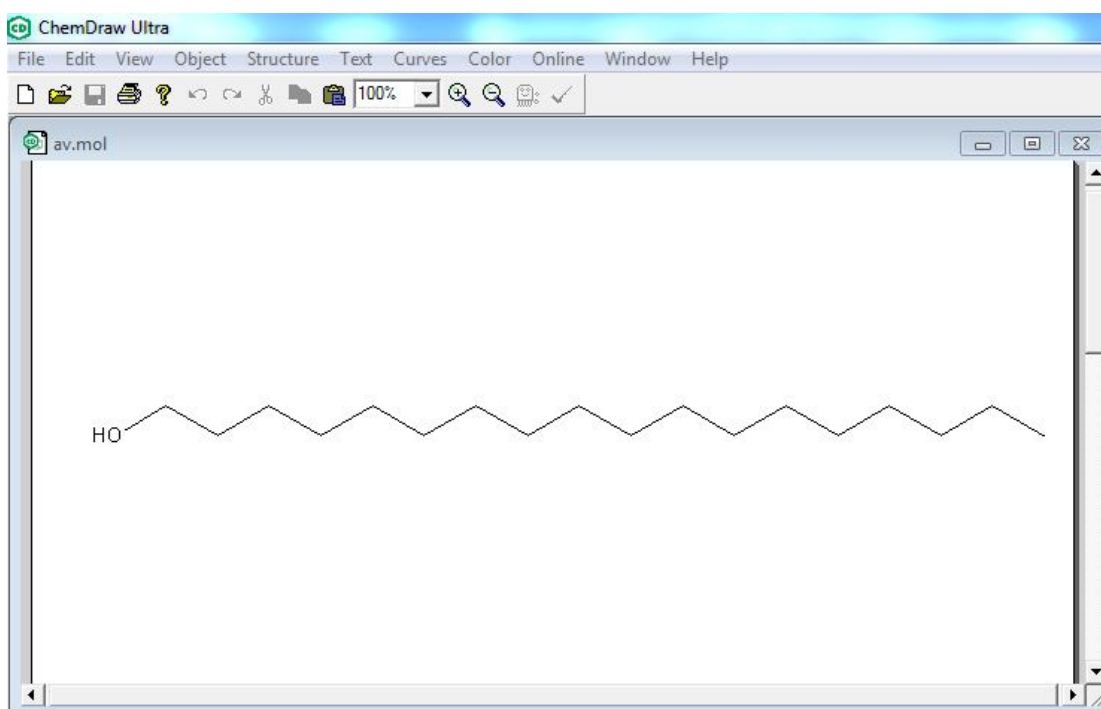 ChemDraw Ultra
File Edit View Object Structure Text Curves Color Online Window Help
100%
av.mol
HO